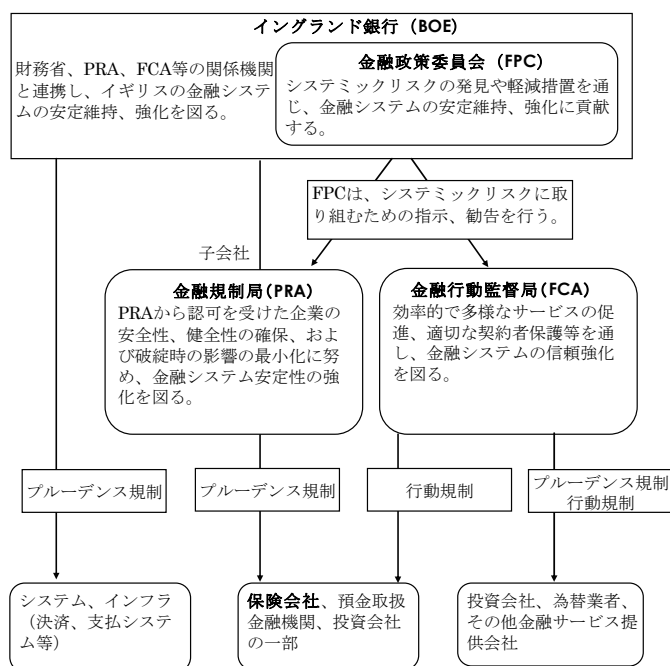 イングランド銀行（BOE）
財務省、PRA、FCA等の関係機関
と連携し、イギリスの金融システ
ムの安定維持、強化を図る。
金融政策委員会（FPC）
システミックリスクの発見や軽減措置を通
じ、金融システムの安定維持、強化に貢献
する。
FPCは、システミックリスクに取
り組むための指示、勧告を行う。
子会社
金融規制局（PRA）
PRAから認可を受けた企業の
安全性、健全性の確保、およ
び破綻時の影響の最小化に努
め、金融システム安定性の強
化を図る。
金融行動監督局（FCA）
効率的で多様なサービスの促
進、適切な契約者保護等を通
し、金融システムの信頼強化
を図る。
プルーデンス規制
プルーデンス規制
行動規制
プルーデンス規制
行動規制
システム、インフラ
（決済、支払システ
ム等）
保険会社、預金取扱
金融機関、投資会社
の一部
投資会社、為替業者、
その他金融サービス提
供会社